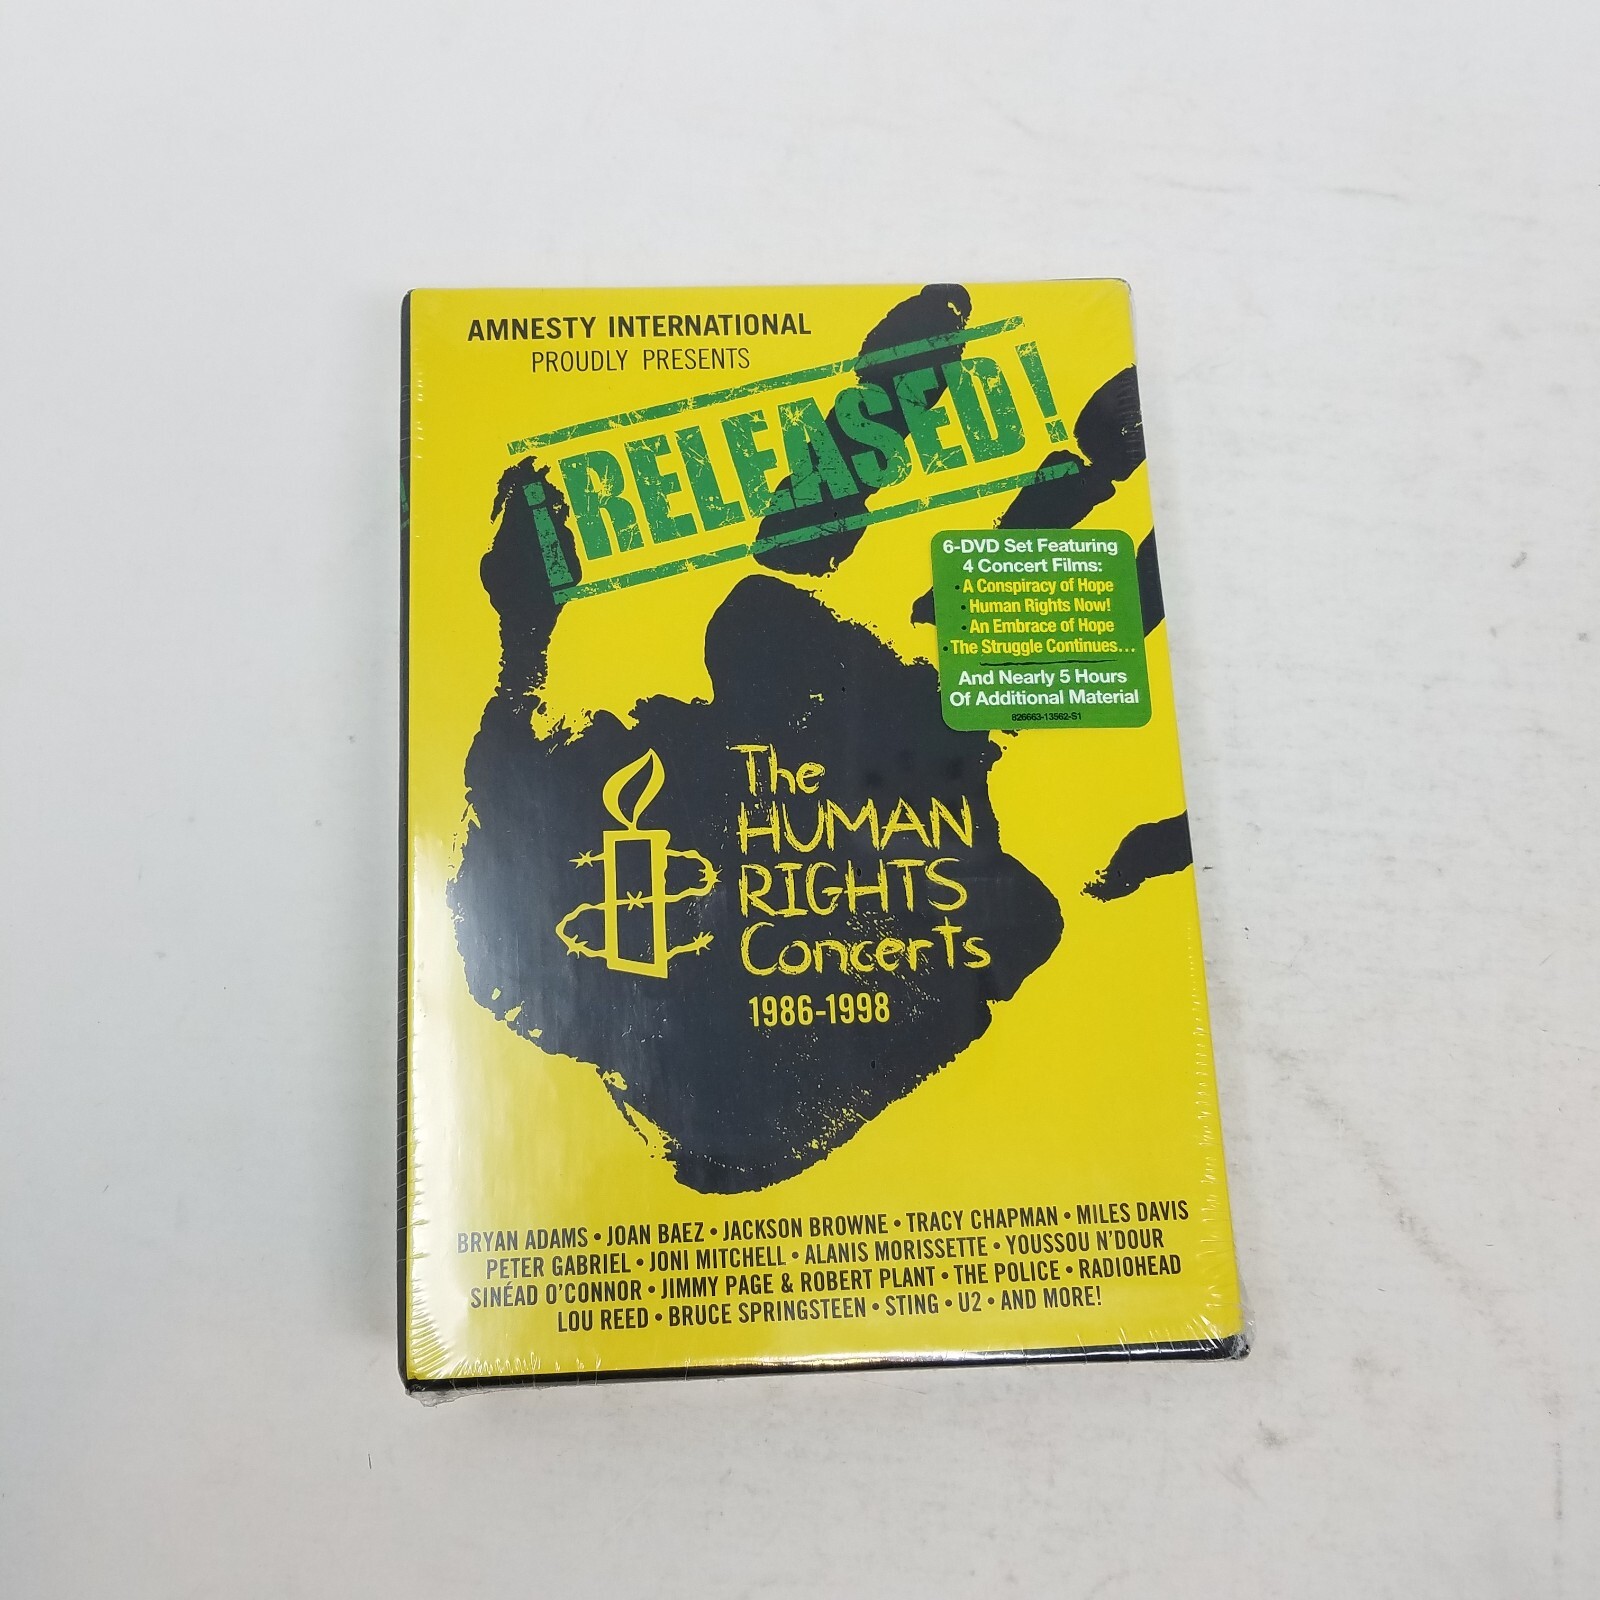 AMNESTY INTERNATIONAL
PROUDLY PRESENTS
¡RELEASED!
6-DVD Set Featuring
4 Concert Films:
• A Conspiracy of Hope
• Human Rights Now!
• An Embrace of Hope
• The Struggle Continues...
And Nearly 5 Hours
Of Additional Material
826663-13562-S1
The
HUMAN
RIGHTS
Concerts
1986-1998
BRYAN ADAMS • JOAN BAEZ • JACKSON BROWNE • TRACY CHAPMAN • MILES DAVIS
PETER GABRIEL • JONI MITCHELL • ALANIS MORISSETTE • YOUSSOU N'DOUR
SINÉAD O'CONNOR • JIMMY PAGE & ROBERT PLANT • THE POLICE • RADIOHEAD
LOU REED • BRUCE SPRINGSTEEN • STING • U2 • AND MORE!